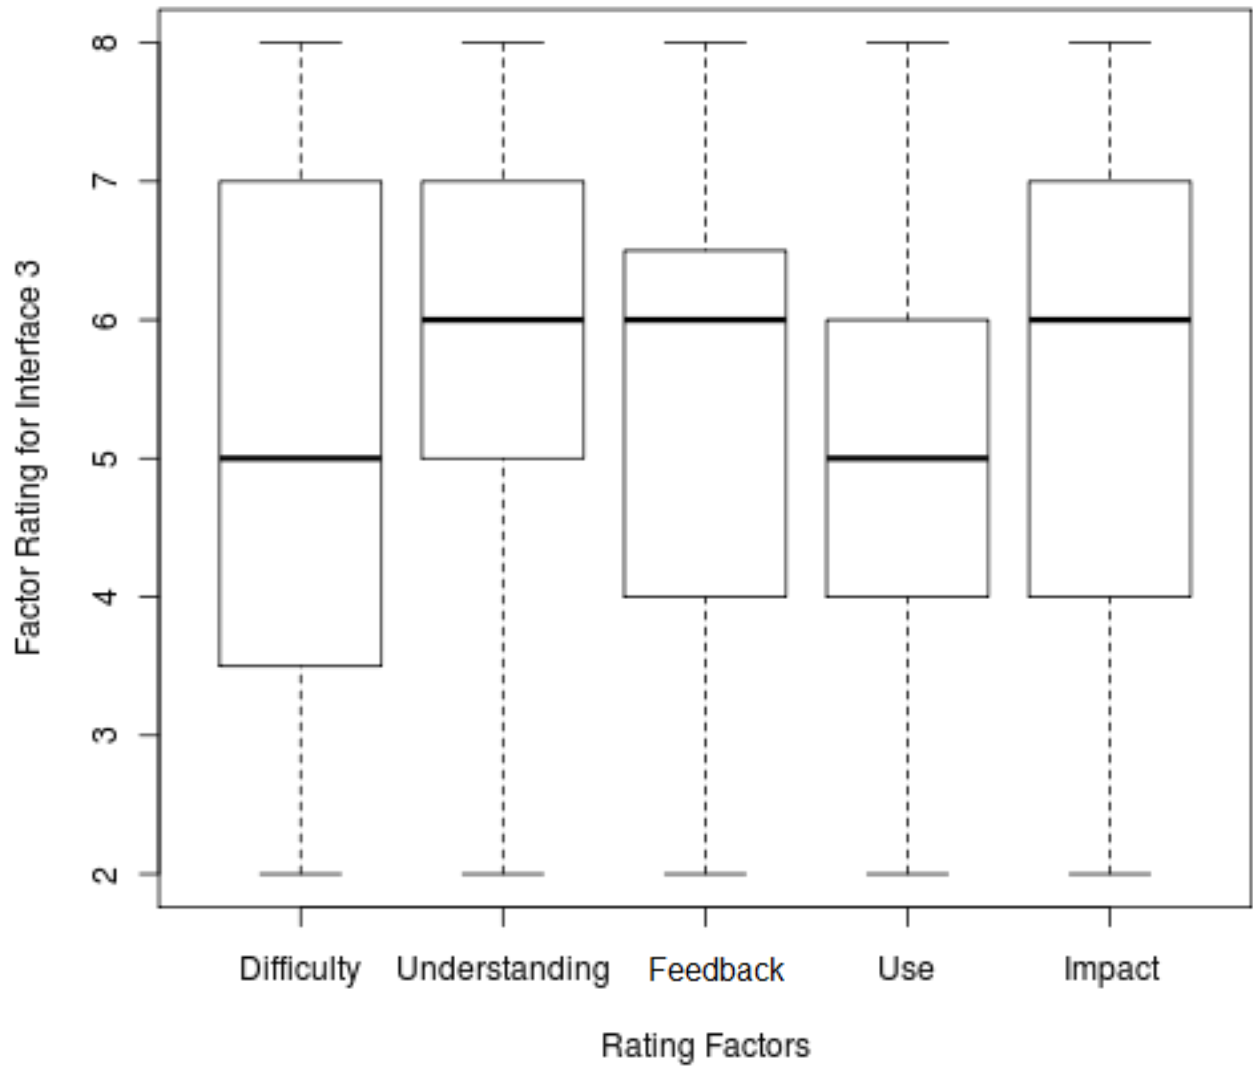 Factor Rating for Interface 3
8
7
6
5
4
3
2
Difficulty Understanding Feedback Use Impact
Rating Factors